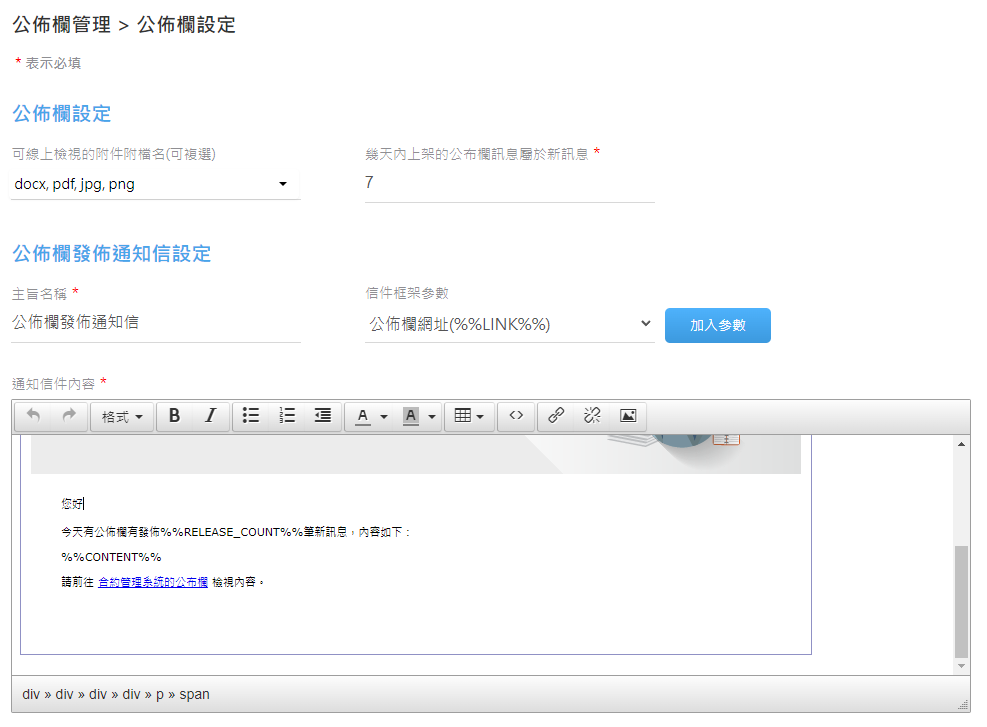 公佈欄管理 > 公佈欄設定
* 表示必填
公佈欄設定
可線上檢視的附件附檔名(可複選)
幾天內上架的公布欄訊息屬於新訊息 *
docx, pdf, jpg, png
7
公佈欄發佈通知信設定
主旨名稱 *
信件框架參數
公佈欄發佈通知信
公佈欄網址(%%LINK%%)
加入參數
通知信件內容 *
格式
B I
A A
您好
今天有公佈欄有發佈%%RELEASE_COUNT%%筆新訊息，內容如下：
%%CONTENT%%
請前往 合約管理系統的公布欄 檢視內容。
div » div » div » div » p » span